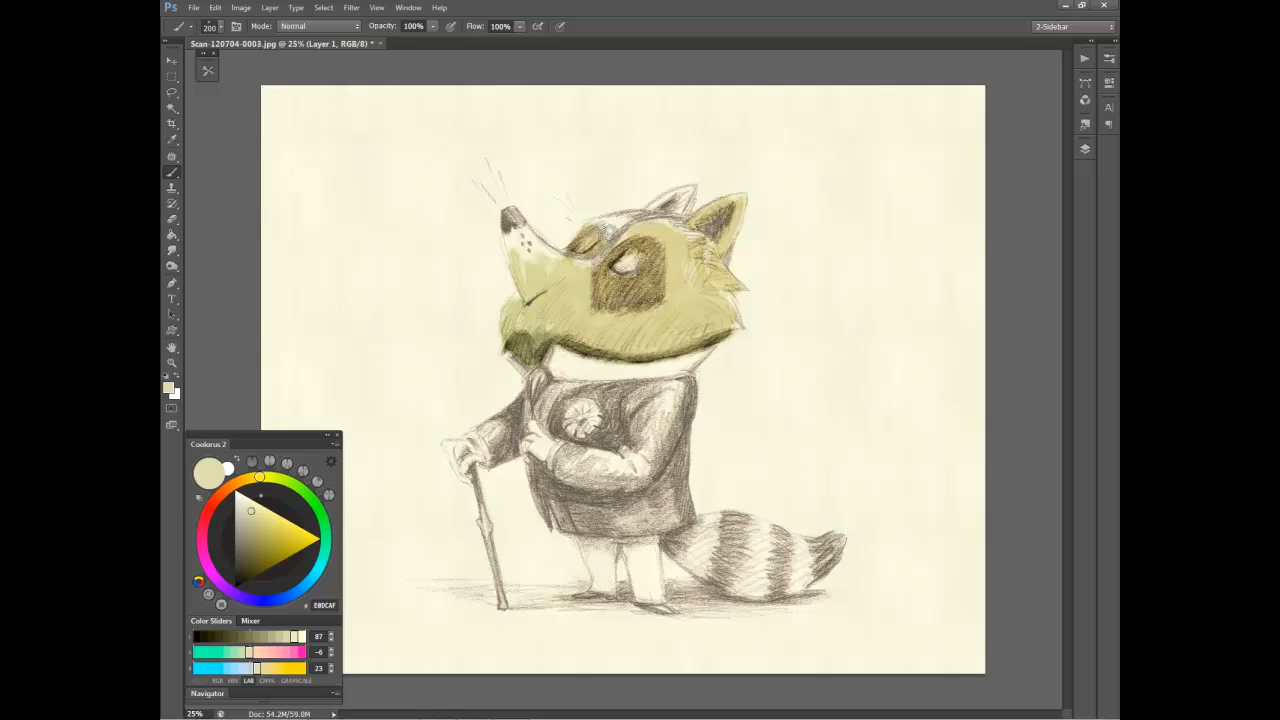 Ps File Edit Image Layer Type Select Filter View Window Help
200 Mode: Normal Opacity: 100% Flow: 100% 2-Sidebar
Scan-120704-0003.jpg @ 25% (Layer 1, RGB/8) * ×
Coolorus 2
# E0DCAF
Color Sliders Mixer
L 87
-6
23
RGB HSV LAB CMYK GRAYSCALE
Navigator
25% Doc: 54.2M/59.0M